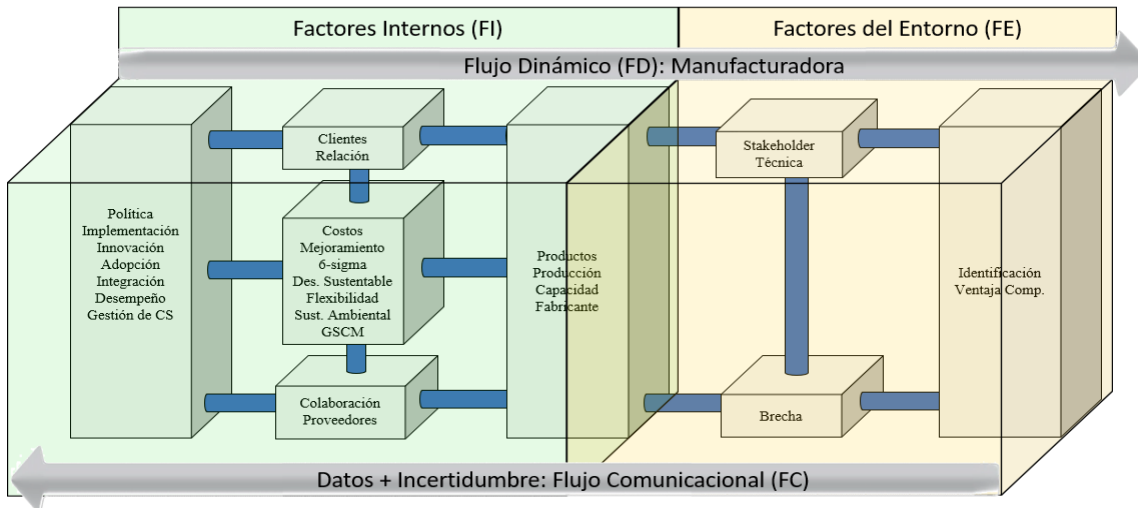 Factores Internos (FI)
Factores del Entorno (FE)
Flujo Dinámico (FD): Manufacturadora
Política
Implementación
Innovación
Adopción
Integración
Desempeño
Gestión de CS
Clientes
Relación
Costos
Mejoramiento
6-sigma
Des. Sustentable
Flexibilidad
Sust. Ambiental
GSCM
Colaboración
Proveedores
Productos
Producción
Capacidad
Fabricante
Stakeholder
Técnica
Brecha
Identificación
Ventaja Comp.
Datos + Incertidumbre: Flujo Comunicacional (FC)